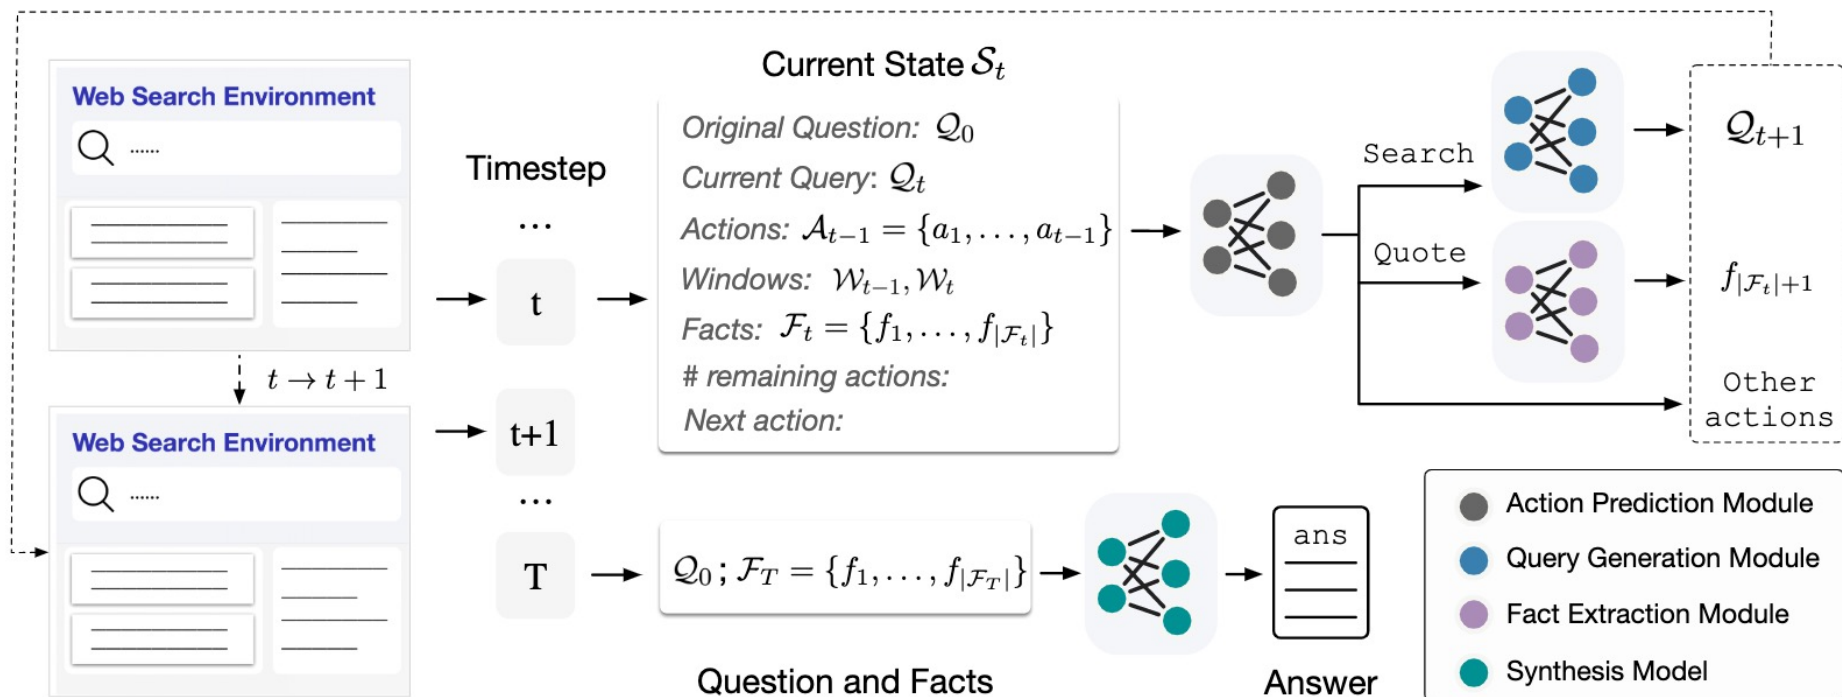 Web Search Environment
......
t → t + 1
Web Search Environment
......
Timestep
...
t
t+1
...
T
Current State 𝒮_t
Original Question: 𝒬_0
Current Query: 𝒬_t
Actions: 𝒜_{t−1} = {a_1, . . . , a_{t−1}}
Windows: 𝒲_{t−1}, 𝒲_t
Facts: ℱ_t = {f_1, . . . , f_{|ℱ_t|}}
# remaining actions:
Next action:
Search
Quote
𝒬_{t+1}
f_{|ℱ_t|+1}
Other
actions
𝒬_0 ; ℱ_T = {f_1, . . . , f_{|ℱ_T|}}
Question and Facts
ans
Answer
Action Prediction Module
Query Generation Module
Fact Extraction Module
Synthesis Model